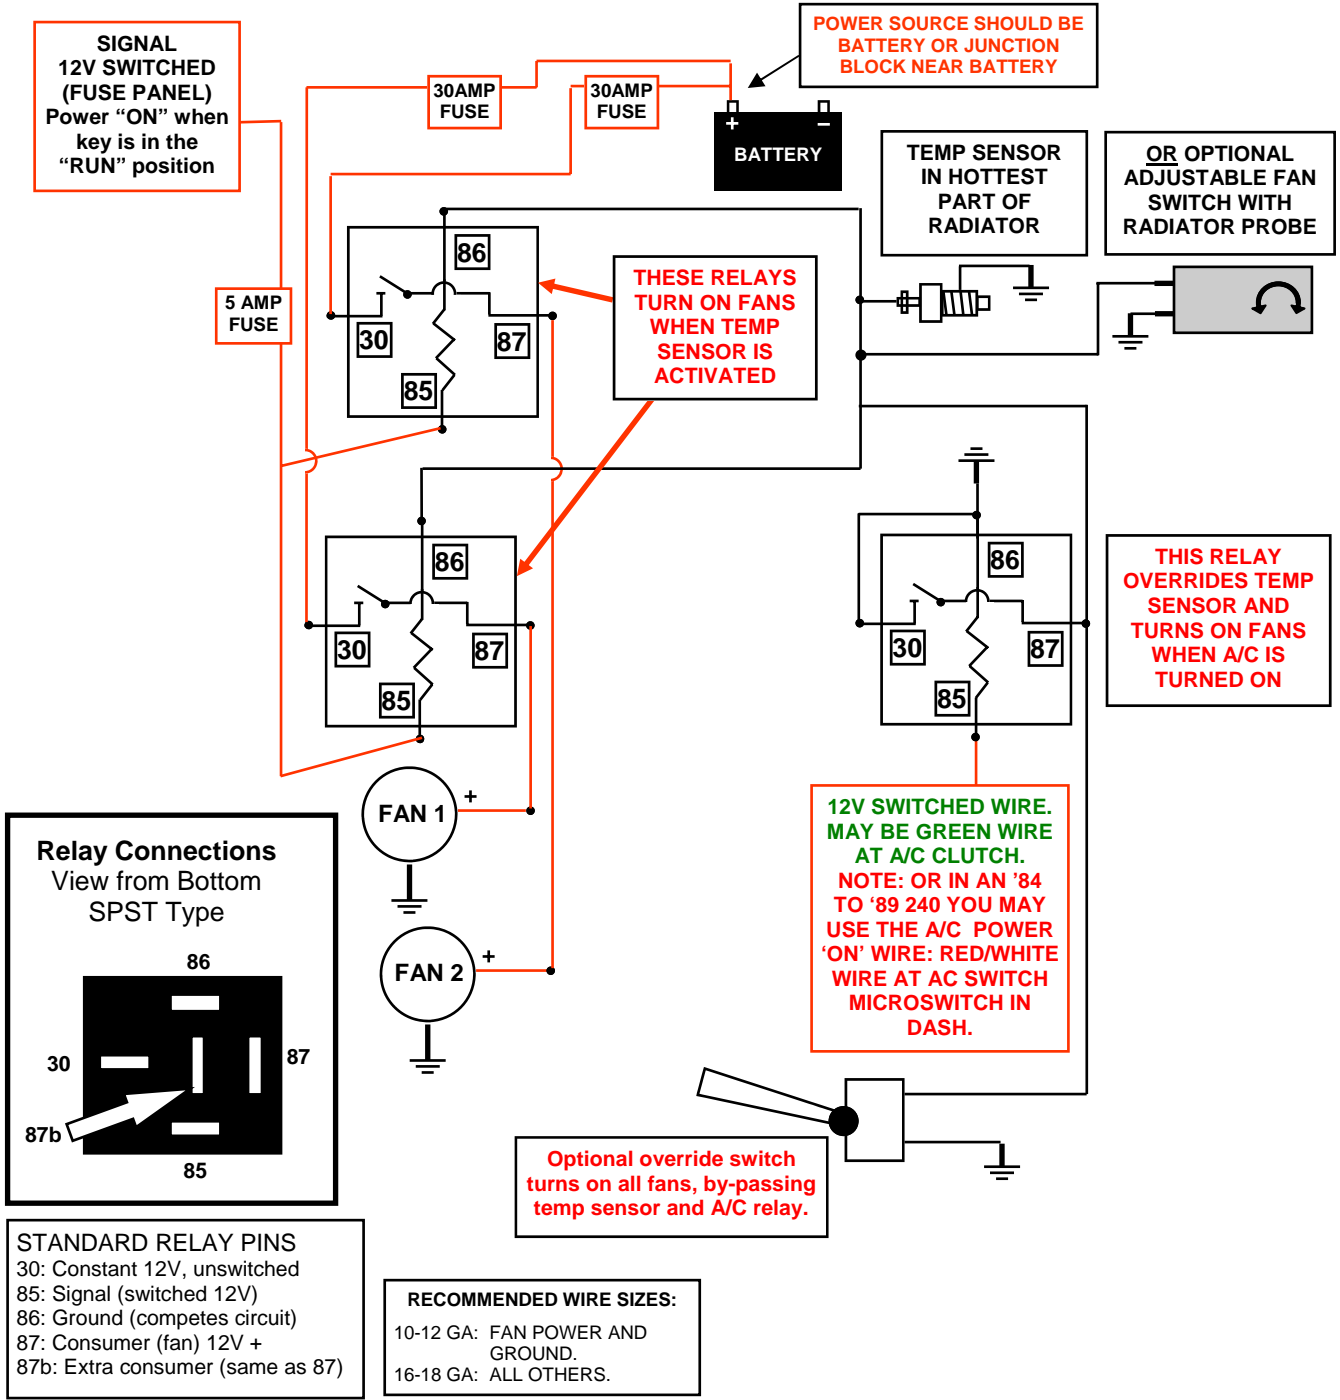 SIGNAL
12V SWITCHED
(FUSE PANEL)
Power “ON” when
key is in the
“RUN” position
30AMP
FUSE
30AMP
FUSE
POWER SOURCE SHOULD BE
BATTERY OR JUNCTION
BLOCK NEAR BATTERY
+
–
BATTERY
TEMP SENSOR
IN HOTTEST
PART OF
RADIATOR
OR OPTIONAL
ADJUSTABLE FAN
SWITCH WITH
RADIATOR PROBE
5 AMP
FUSE
86
30
87
85
THESE RELAYS
TURN ON FANS
WHEN TEMP
SENSOR IS
ACTIVATED
86
30
87
85
86
30
87
85
THIS RELAY
OVERRIDES TEMP
SENSOR AND
TURNS ON FANS
WHEN A/C IS
TURNED ON
FAN 1
+
FAN 2
+
12V SWITCHED WIRE.
MAY BE GREEN WIRE
AT A/C CLUTCH.
NOTE: OR IN AN ’84
TO ‘89 240 YOU MAY
USE THE A/C POWER
‘ON’ WIRE: RED/WHITE
WIRE AT AC SWITCH
MICROSWITCH IN
DASH.
Relay Connections
View from Bottom
SPST Type
86
30
87
87b
85
Optional override switch
turns on all fans, by-passing
temp sensor and A/C relay.
STANDARD RELAY PINS
30: Constant 12V, unswitched
85: Signal (switched 12V)
86: Ground (competes circuit)
87: Consumer (fan) 12V +
87b: Extra consumer (same as 87)
RECOMMENDED WIRE SIZES:
10-12 GA: FAN POWER AND
GROUND.
16-18 GA: ALL OTHERS.